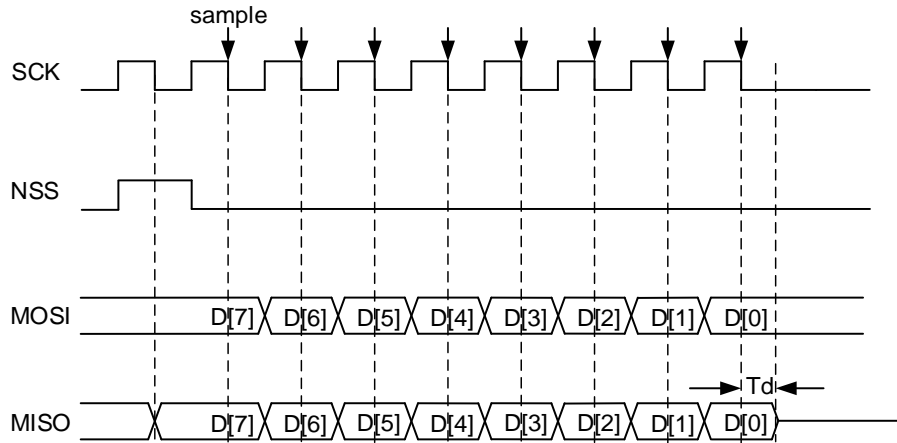 sample
SCK
NSS
MOSI D[7] D[6] D[5] D[4] D[3] D[2] D[1] D[0]
Td
MISO D[7] D[6] D[5] D[4] D[3] D[2] D[1] D[0]